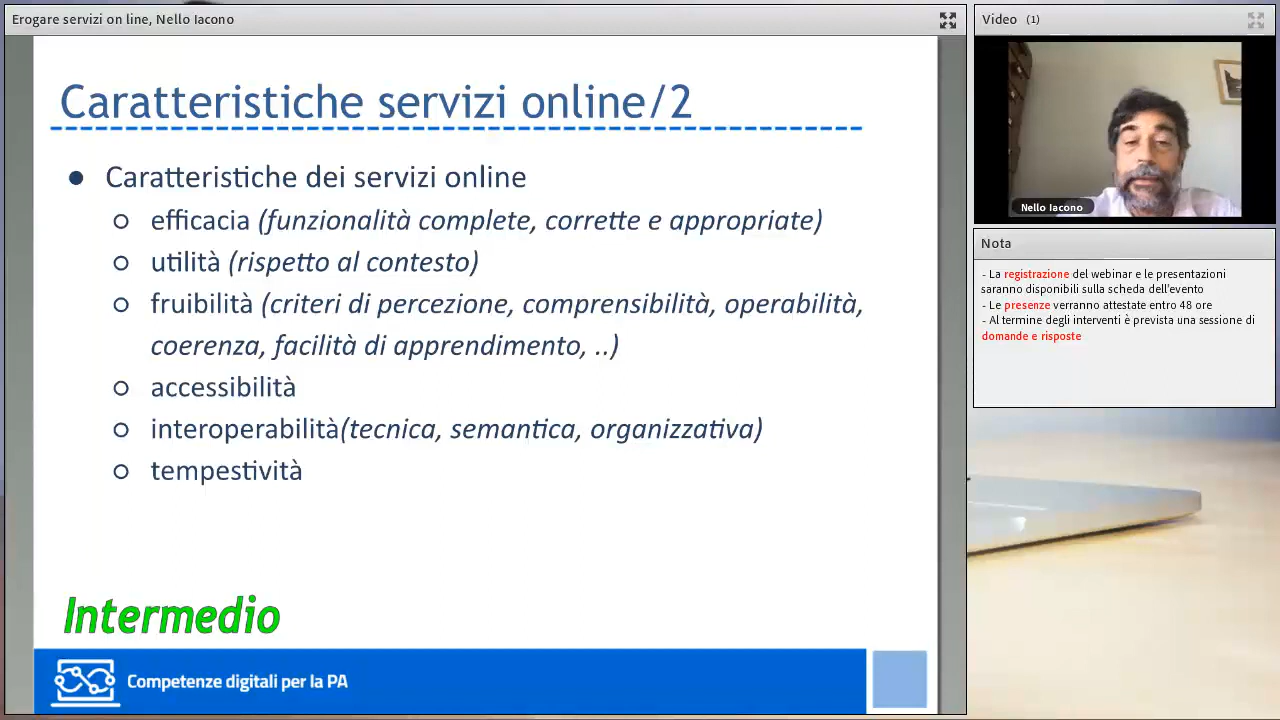 Erogare servizi on line, Nello Iacono
Caratteristiche servizi online/2
● Caratteristiche dei servizi online
○ efficacia (funzionalità complete, corrette e appropriate)
○ utilità (rispetto al contesto)
○ fruibilità (criteri di percezione, comprensibilità, operabilità,
coerenza, facilità di apprendimento, ..)
○ accessibilità
○ interoperabilità(tecnica, semantica, organizzativa)
○ tempestività
Intermedio
Competenze digitali per la PA
Video (1)
Nello Iacono
Nota
- La registrazione del webinar e le presentazioni
saranno disponibili sulla scheda dell'evento
- Le presenze verranno attestate entro 48 ore
- Al termine degli interventi è prevista una sessione di
domande e risposte